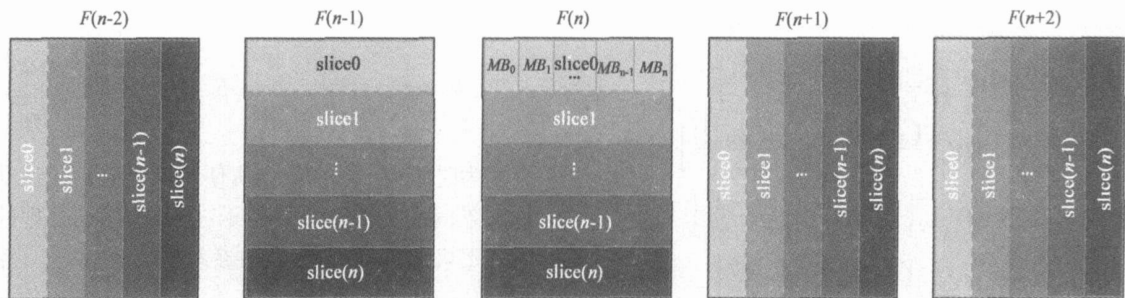 F(n-2) F(n-1) F(n) F(n+1) F(n+2)
slice0
slice1
⋮
slice(n-1)
slice(n)
slice0
slice1
⋮
slice(n-1)
slice(n)
MB₀ MB₁ slice0 ... MBₙ₋₁ MBₙ
slice1
⋮
slice(n-1)
slice(n)
slice0
slice1
⋮
slice(n-1)
slice(n)
slice0
slice1
⋮
slice(n-1)
slice(n)